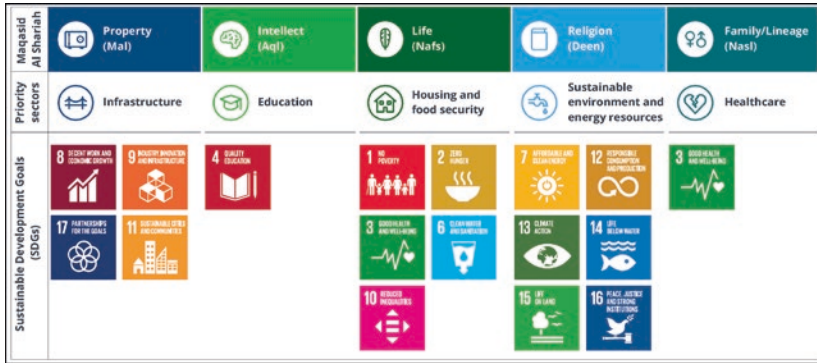 Maqasid
Al Shariah
Property
(Mal)
Intellect
(Aql)
Life
(Nafs)
Religion
(Deen)
Family/Lineage
(Nasl)
Priority
sectors
Infrastructure
Education
Housing and
food security
Sustainable
environment and
energy resources
Healthcare
Sustainable Development Goals
(SDGs)
8 DECENT WORK AND
ECONOMIC GROWTH
9 INDUSTRY, INNOVATION
AND INFRASTRUCTURE
17 PARTNERSHIPS
FOR THE GOALS
11 SUSTAINABLE CITIES
AND COMMUNITIES
4 QUALITY
EDUCATION
1 NO
POVERTY
2 ZERO
HUNGER
3 GOOD HEALTH
AND WELL-BEING
6 CLEAN WATER
AND SANITATION
10 REDUCED
INEQUALITIES
7 AFFORDABLE AND
CLEAN ENERGY
12 RESPONSIBLE
CONSUMPTION
AND PRODUCTION
13 CLIMATE
ACTION
14 LIFE
BELOW WATER
15 LIFE
ON LAND
16 PEACE, JUSTICE
AND STRONG
INSTITUTIONS
3 GOOD HEALTH
AND WELL-BEING